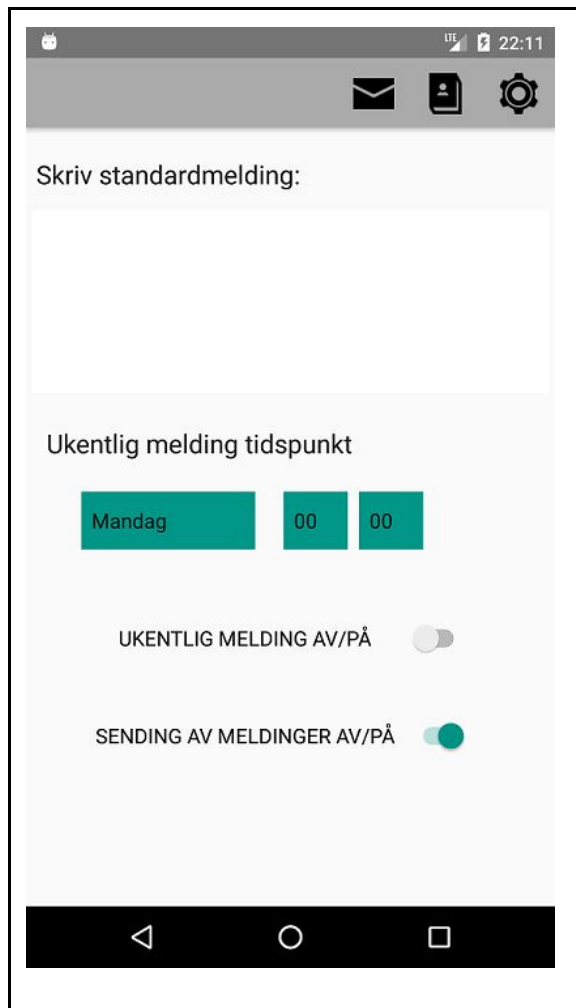 LTE 22:11
Skriv standardmelding:
Ukentlig melding tidspunkt
Mandag 00 00
UKENTLIG MELDING AV/PÅ
SENDING AV MELDINGER AV/PÅ